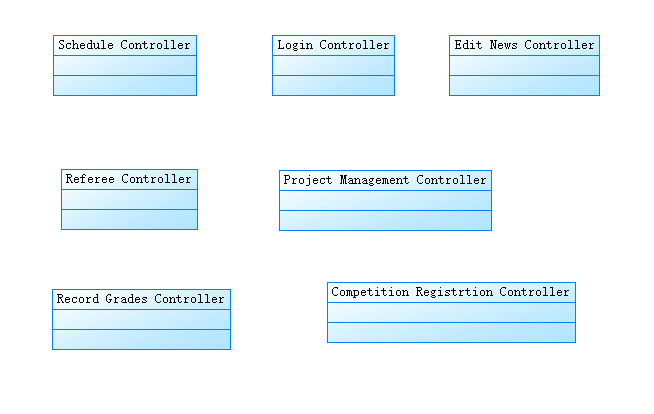 Schedule Controller
Login Controller
Edit News Controller
Referee Controller
Project Management Controller
Record Grades Controller
Competition Registrtion Controller